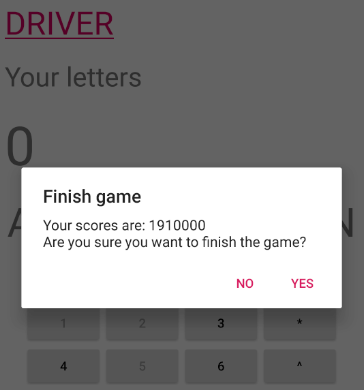 DRIVER
Your letters
0
Finish game
Your scores are: 1910000
Are you sure you want to finish the game?
NO YES
1 2 3 *
4 5 6 ^